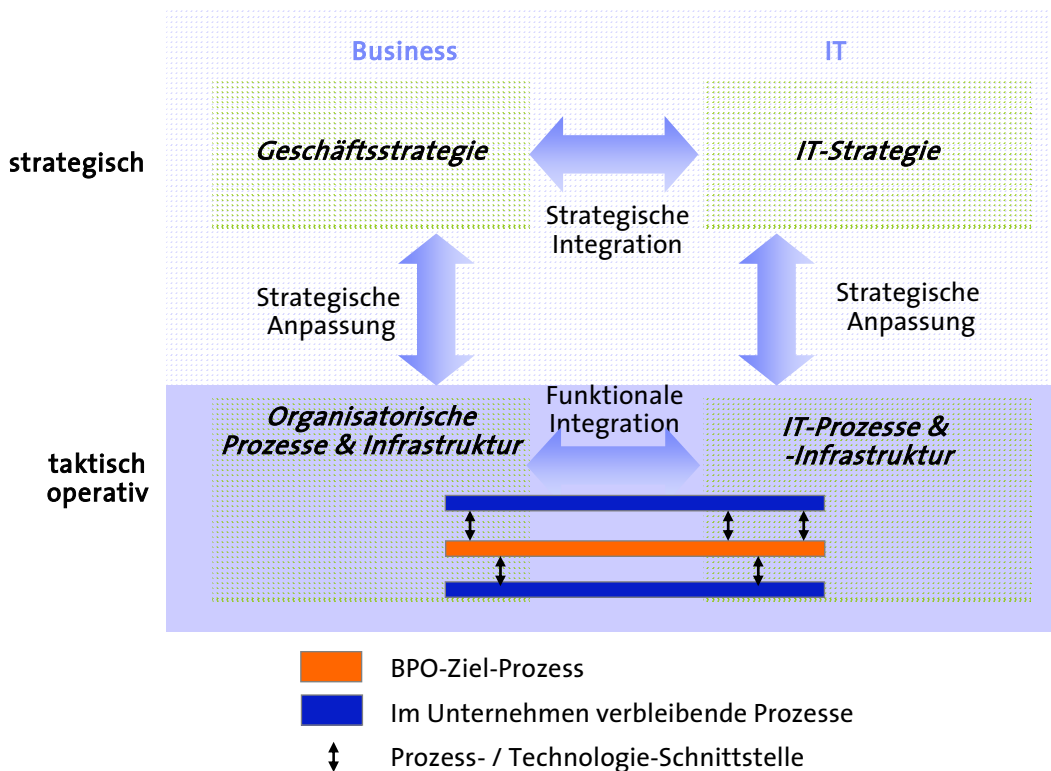 Business
IT
strategisch
Geschäftsstrategie
IT-Strategie
Strategische
Integration
Strategische
Anpassung
Strategische
Anpassung
taktisch
operativ
Organisatorische
Prozesse & Infrastruktur
Funktionale
Integration
IT-Prozesse &
-Infrastruktur
BPO-Ziel-Prozess
Im Unternehmen verbleibende Prozesse
Prozess- / Technologie-Schnittstelle